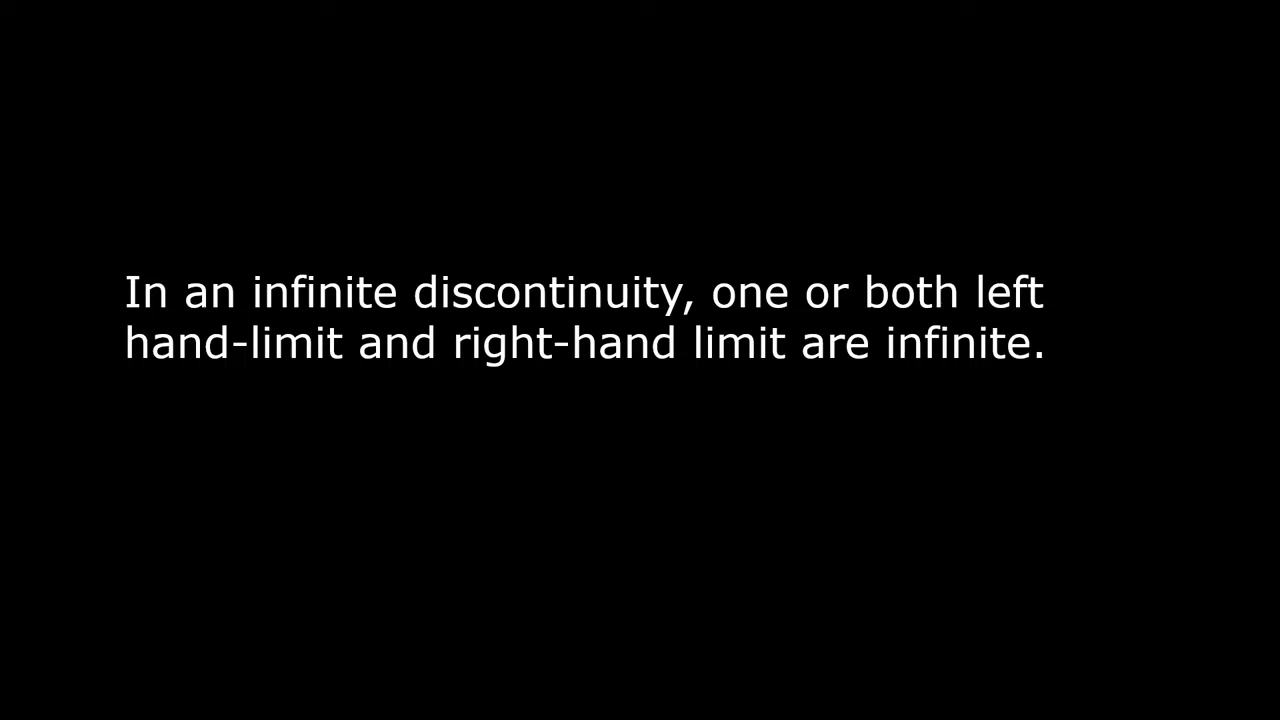 In an infinite discontinuity, one or both left
hand-limit and right-hand limit are infinite.